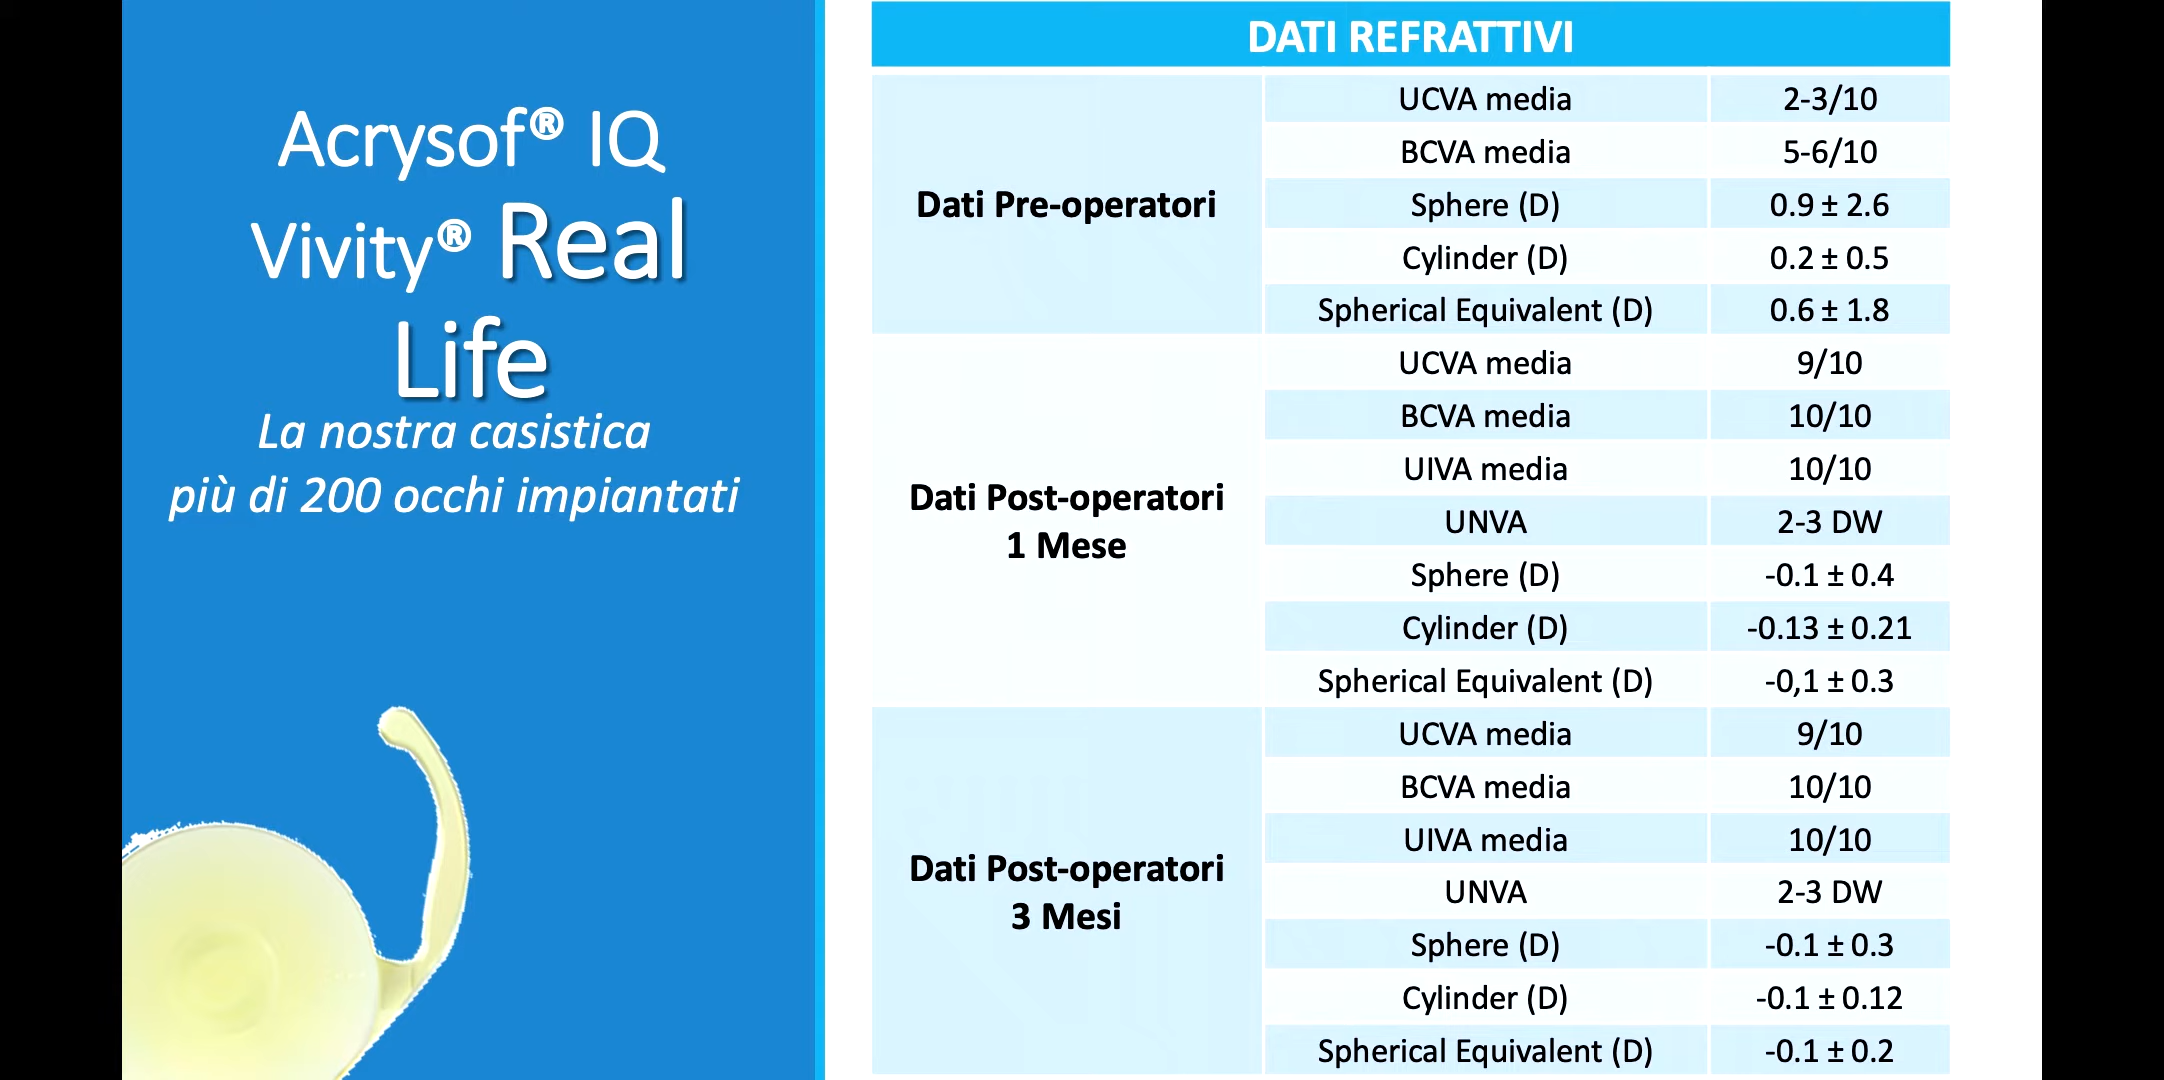 Acrysof® IQ
Vivity® Real
Life
La nostra casistica
più di 200 occhi impiantati
DATI REFRATTIVI
Dati Pre-operatori
UCVA media 2-3/10
BCVA media 5-6/10
Sphere (D) 0.9 ± 2.6
Cylinder (D) 0.2 ± 0.5
Spherical Equivalent (D) 0.6 ± 1.8
Dati Post-operatori
1 Mese
UCVA media 9/10
BCVA media 10/10
UIVA media 10/10
UNVA 2-3 DW
Sphere (D) -0.1 ± 0.4
Cylinder (D) -0.13 ± 0.21
Spherical Equivalent (D) -0,1 ± 0.3
Dati Post-operatori
3 Mesi
UCVA media 9/10
BCVA media 10/10
UIVA media 10/10
UNVA 2-3 DW
Sphere (D) -0.1 ± 0.3
Cylinder (D) -0.1 ± 0.12
Spherical Equivalent (D) -0.1 ± 0.2